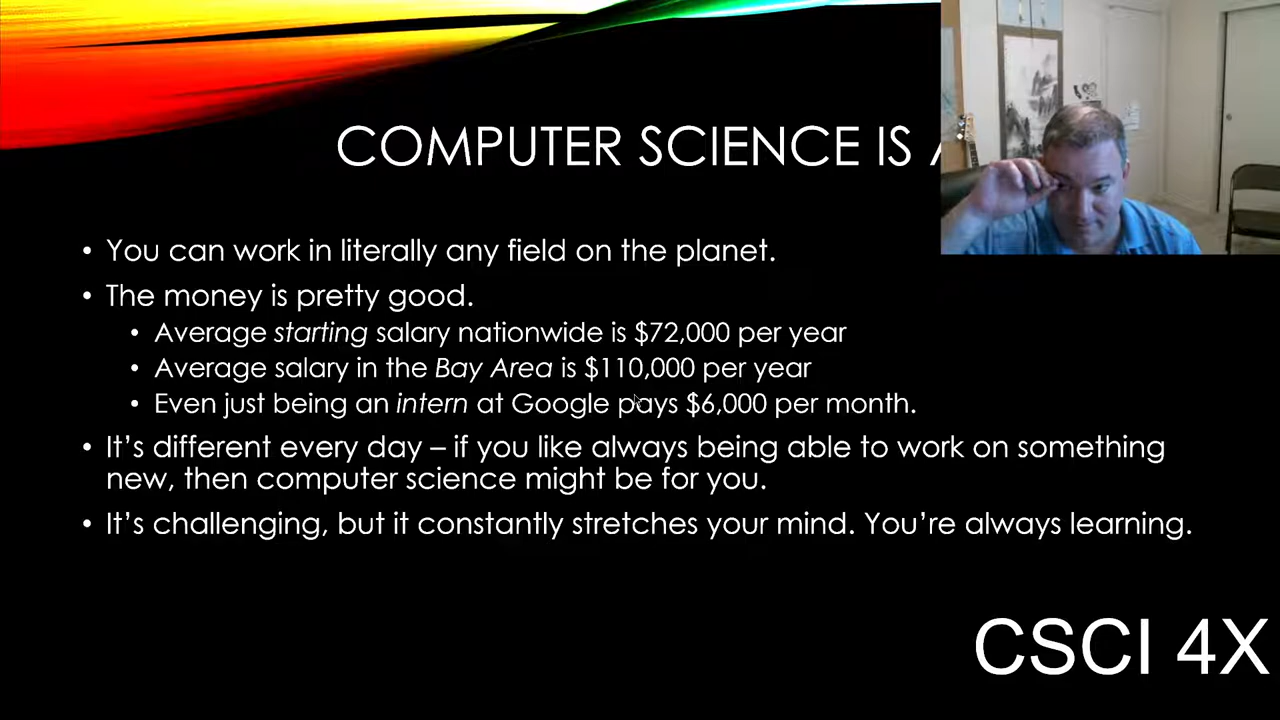 COMPUTER SCIENCE IS
• You can work in literally any field on the planet.
• The money is pretty good.
• Average starting salary nationwide is $72,000 per year
• Average salary in the Bay Area is $110,000 per year
• Even just being an intern at Google pays $6,000 per month.
• It’s different every day – if you like always being able to work on something
new, then computer science might be for you.
• It’s challenging, but it constantly stretches your mind. You’re always learning.
CSCI 4X